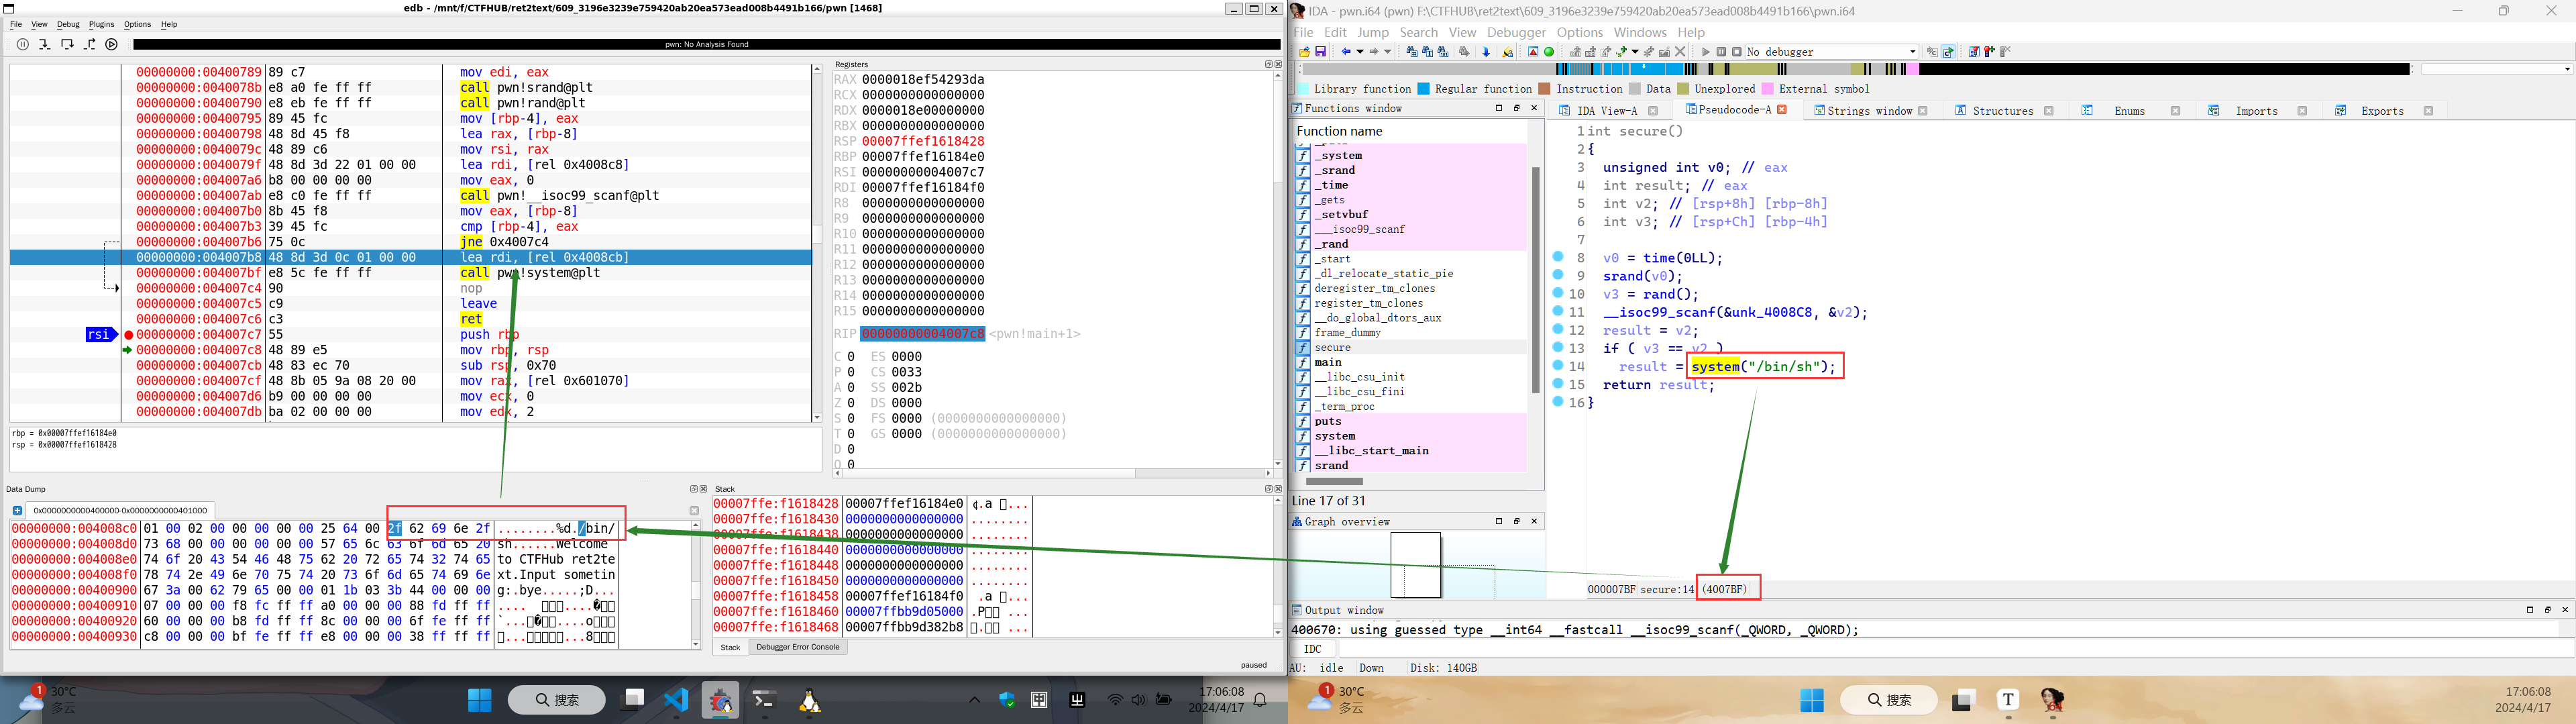 edb - /mnt/f/CTFHUB/ret2text/609_3196e3239e759420ab20ea573ead008b4491b166/pwn [1468]
File View Debug Plugins Options Help
pwn: No Analysis Found
00000000:00400789 89 c7 mov edi, eax
00000000:0040078b e8 a0 fe ff ff call pwn!srand@plt
00000000:00400790 e8 eb fe ff ff call pwn!rand@plt
00000000:00400795 89 45 fc mov [rbp-4], eax
00000000:00400798 48 8d 45 f8 lea rax, [rbp-8]
00000000:0040079c 48 89 c6 mov rsi, rax
00000000:0040079f 48 8d 3d 22 01 00 00 lea rdi, [rel 0x4008c8]
00000000:004007a6 b8 00 00 00 00 mov eax, 0
00000000:004007ab e8 c0 fe ff ff call pwn!__isoc99_scanf@plt
00000000:004007b0 8b 45 f8 mov eax, [rbp-8]
00000000:004007b3 39 45 fc cmp [rbp-4], eax
00000000:004007b6 75 0c jne 0x4007c4
00000000:004007b8 48 8d 3d 0c 01 00 00 lea rdi, [rel 0x4008cb]
00000000:004007bf e8 5c fe ff ff call pwn!system@plt
00000000:004007c4 90 nop
00000000:004007c5 c9 leave
00000000:004007c6 c3 ret
rsi 00000000:004007c7 55 push rbp
00000000:004007c8 48 89 e5 mov rbp, rsp
00000000:004007cb 48 83 ec 70 sub rsp, 0x70
00000000:004007cf 48 8b 05 9a 08 20 00 mov rax, [rel 0x601070]
00000000:004007d6 b9 00 00 00 00 mov ecx, 0
00000000:004007db ba 02 00 00 00 mov edx, 2
rbp = 0x00007ffef16184e0
rsp = 0x00007ffef1618428
Registers
RAX 0000018ef54293da
RCX 0000000000000000
RDX 0000018e00000000
RBX 0000000000000000
RSP 00007ffef1618428
RBP 00007ffef16184e0
RSI 00000000004007c7
RDI 00007ffef16184f0
R8 0000000000000000
R9 0000000000000000
R10 0000000000000000
R11 0000000000000000
R12 0000000000000000
R13 0000000000000000
R14 0000000000000000
R15 0000000000000000
RIP 00000000004007c8 <pwn!main+1>
C 0 ES 0000
P 0 CS 0033
A 0 SS 002b
Z 0 DS 0000
S 0 FS 0000 (0000000000000000)
T 0 GS 0000 (0000000000000000)
D 0
O 0
Data Dump
0x0000000000400000-0x0000000000401000
00000000:004008c0 01 00 02 00 00 00 00 00 25 64 00 2f 62 69 6e 2f ........%d./bin/
00000000:004008d0 73 68 00 00 00 00 00 00 57 65 6c 63 6f 6d 65 20 sh......Welcome
00000000:004008e0 74 6f 20 43 54 46 48 75 62 20 72 65 74 32 74 65 to CTFHub ret2te
00000000:004008f0 78 74 2e 49 6e 70 75 74 20 73 6f 6d 65 74 69 6e xt.Input sometin
00000000:00400900 67 3a 00 62 79 65 00 00 01 1b 03 3b 44 00 00 00 g:.bye.....;D...
00000000:00400910 07 00 00 00 f8 fc ff ff a0 00 00 00 88 fd ff ff
00000000:00400920 60 00 00 00 b8 fd ff ff 8c 00 00 00 6f fe ff ff
00000000:00400930 c8 00 00 00 bf fe ff ff e8 00 00 00 38 ff ff ff
Stack
00007ffe:f1618428 00007ffef16184e0
00007ffe:f1618430 0000000000000000 ........
00007ffe:f1618438 0000000000000000 ........
00007ffe:f1618440 0000000000000000 ........
00007ffe:f1618448 0000000000000000 ........
00007ffe:f1618450 0000000000000000 ........
00007ffe:f1618458 00007ffef16184f0
00007ffe:f1618460 00007ffbb9d05000
00007ffe:f1618468 00007ffbb9d382b8
Stack Debugger Error Console
paused
1
30°C
多云
搜索
17:06:08
2024/4/17
IDA - pwn.i64 (pwn) F:\CTFHUB\ret2text\609_3196e3239e759420ab20ea573ead008b4491b166\pwn.i64
File Edit Jump Search View Debugger Options Windows Help
No debugger
Library function Regular function Instruction Data Unexplored External symbol
Functions window
Function name
_system
_srand
_time
_gets
_setvbuf
___isoc99_scanf
_rand
_start
_dl_relocate_static_pie
deregister_tm_clones
register_tm_clones
__do_global_dtors_aux
frame_dummy
secure
main
__libc_csu_init
__libc_csu_fini
_term_proc
puts
system
__libc_start_main
srand
Line 17 of 31
Graph overview
IDA View-A Pseudocode-A Strings window Structures Enums Imports Exports
1 int secure()
2 {
3 unsigned int v0; // eax
4 int result; // eax
5 int v2; // [rsp+8h] [rbp-8h]
6 int v3; // [rsp+Ch] [rbp-4h]
7
8 v0 = time(0LL);
9 srand(v0);
10 v3 = rand();
11 __isoc99_scanf(&unk_4008C8, &v2);
12 result = v2;
13 if ( v3 == v2 )
14 result = system("/bin/sh");
15 return result;
16 }
000007BF secure:14 (4007BF)
Output window
400670: using guessed type __int64 __fastcall __isoc99_scanf(_QWORD, _QWORD);
IDC
AU: idle Down Disk: 140GB
1
30°C
多云
搜索
T
17:06:08
2024/4/17